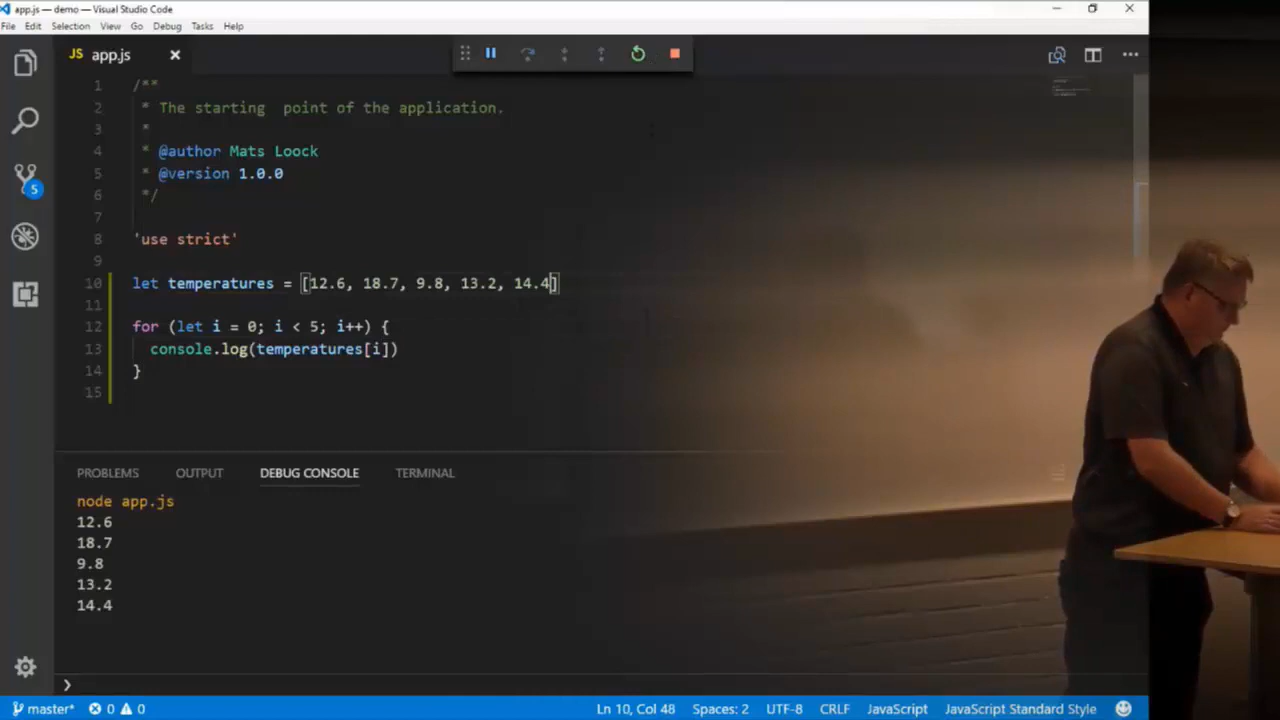 app.js — demo — Visual Studio Code
File Edit Selection View Go Debug Tasks Help
JS app.js
1 /**
2 * The starting  point of the application.
3 *
4 * @author Mats Loock
5 * @version 1.0.0
6 */
7
8 'use strict'
9
10 let temperatures = [12.6, 18.7, 9.8, 13.2, 14.4]
11
12 for (let i = 0; i < 5; i++) {
13 console.log(temperatures[i])
14 }
15
5
PROBLEMS OUTPUT DEBUG CONSOLE TERMINAL
node app.js
12.6
18.7
9.8
13.2
14.4
master* 0 0 Ln 10, Col 48 Spaces: 2 UTF-8 CRLF JavaScript JavaScript Standard Style